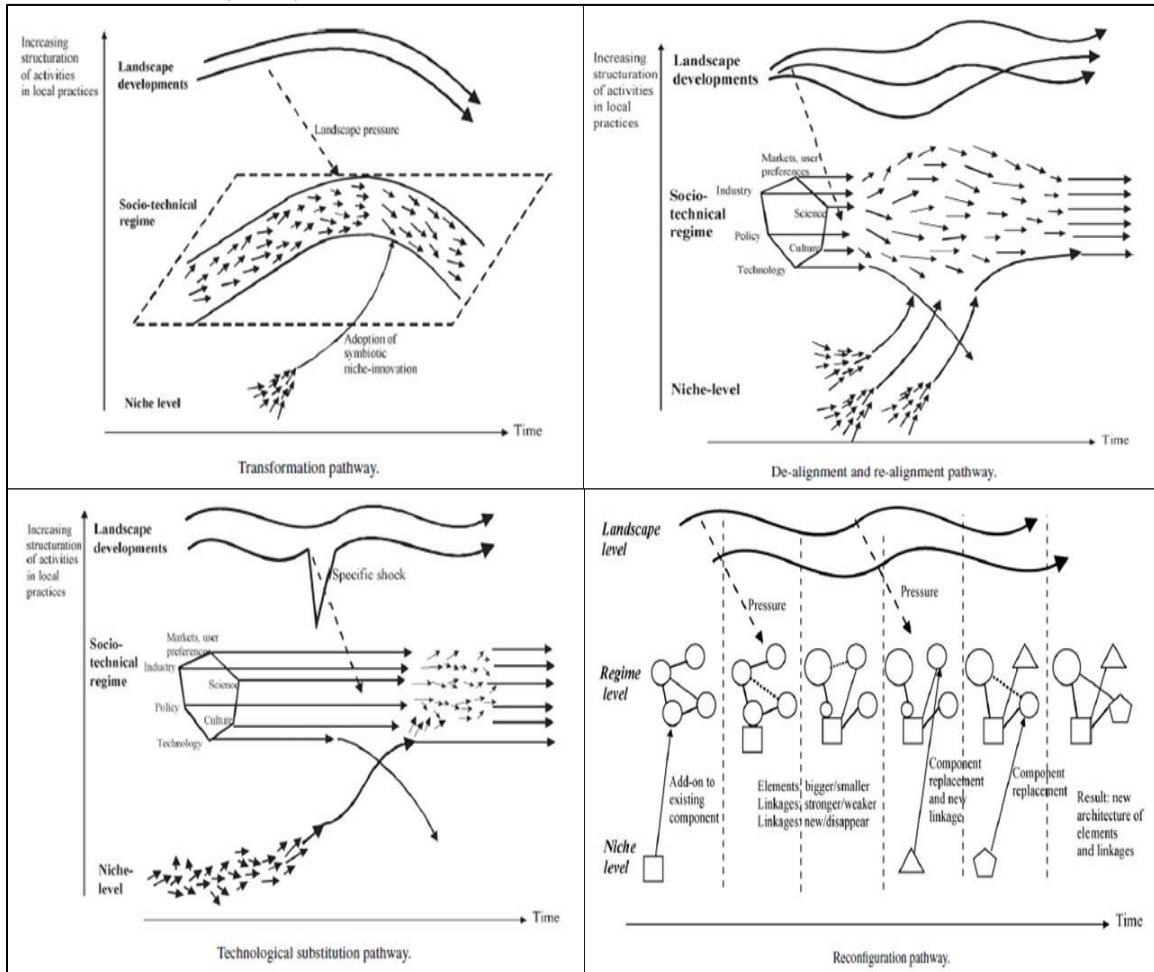 Increasing
structuration
of activities
in local practices
Landscape
developments
Landscape pressure
Socio-technical
regime
Adoption of
symbiotic
niche-innovation
Niche level
Time
Transformation pathway.
Increasing
structuration
of activities
in local
practices
Landscape
developments
Markets, user
preferences
Industry
Science
Socio-
technical
regime
Policy
Culture
Technology
Niche-level
Time
De-alignment and re-alignment pathway.
Increasing
structuration
of activities
in local
practices
Landscape
developments
Specific shock
Socio-
technical
regime
Markets, user
preferences
Industry
Science
Policy
Culture
Technology
Niche-
level
Time
Technological substitution pathway.
Landscape
level
Pressure
Pressure
Regime
level
Add-on to
existing
component
Elements: bigger/smaller
Linkages: stronger/weaker
Linkages: new/disappear
Component
replacement
and new
linkage
Component
replacement
Result: new
architecture of
elements
and linkages
Niche
level
Time
Reconfiguration pathway.